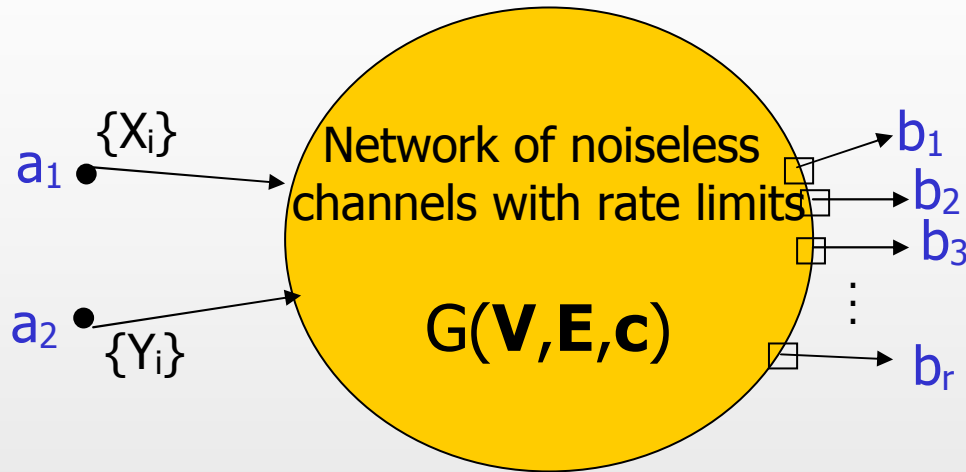 {Xᵢ}
a₁
a₂
{Yᵢ}
Network of noiseless
channels with rate limits
G(V,E,c)
b₁
b₂
b₃
⋮
bᵣ